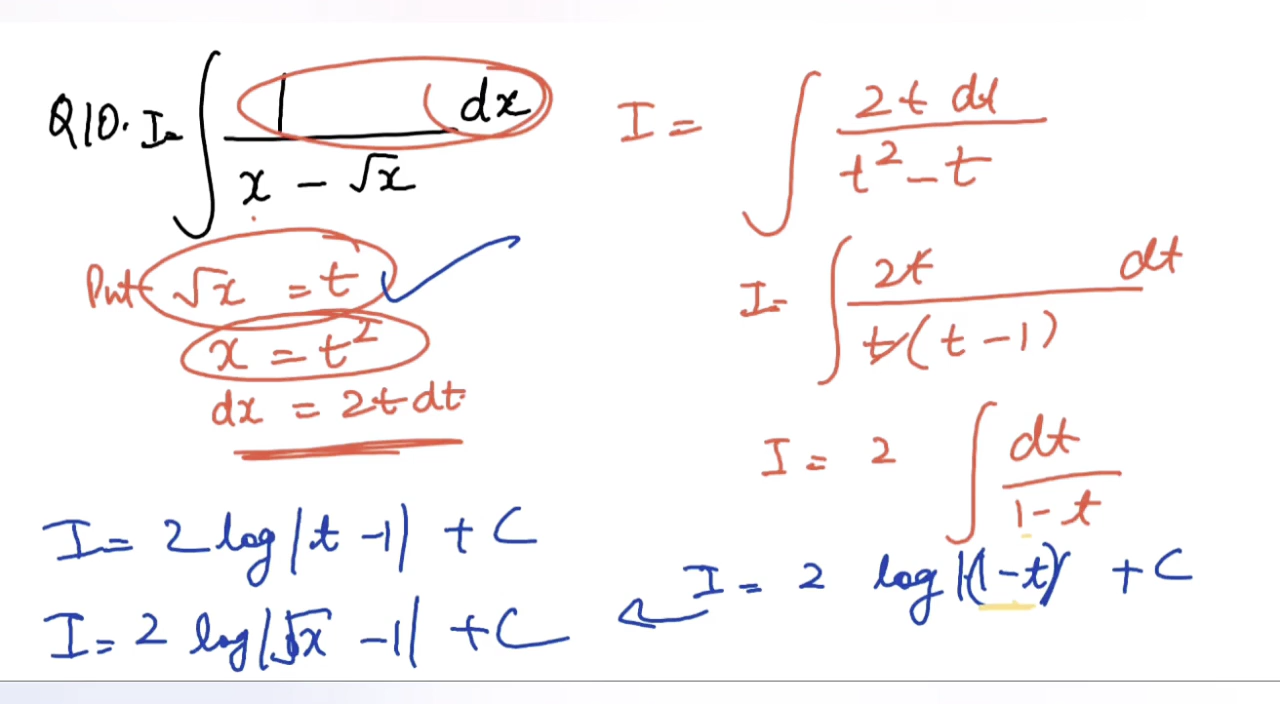 Q10. I = ∫ 1 dx / (x - √x)
Put √x = t
x = t²
dx = 2t dt
I = ∫ 2t dt / (t² - t)
I = ∫ 2t dt / (t(t-1))
I = 2 ∫ dt / (1-t)
I = 2 log|(1-t)| + C
I = 2 log|t-1| + C
I = 2 log|√x -1| + C